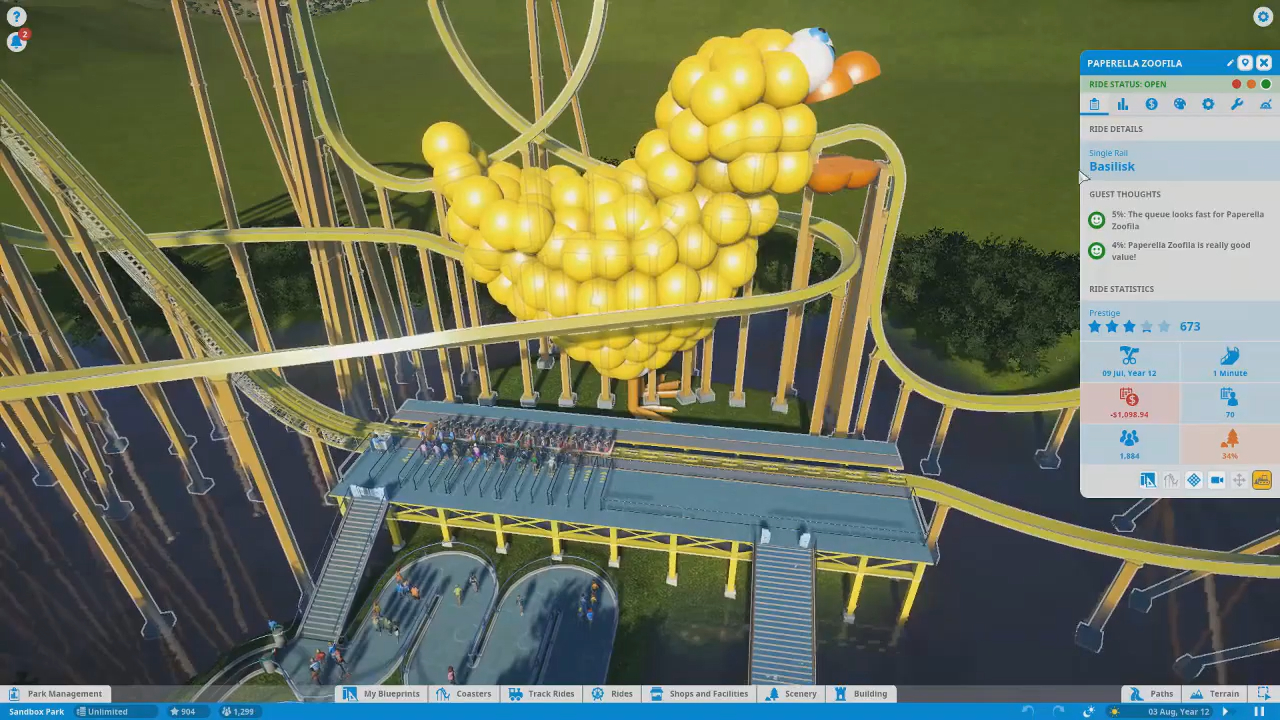 ?
2
PAPERELLA ZOOFILA
RIDE STATUS: OPEN
RIDE DETAILS
Single Rail
Basilisk
GUEST THOUGHTS
5%: The queue looks fast for Paperella
Zoofila
4%: Paperella Zoofila is really good
value!
RIDE STATISTICS
Prestige
673
09 Jul, Year 12
1 Minute
-$1,098.94
70
1,884
34%
Park Management
My Blueprints
Coasters
Track Rides
Rides
Shops and Facilities
Scenery
Building
Paths
Terrain
Sandbox Park
Unlimited
904
1,299
03 Aug, Year 12